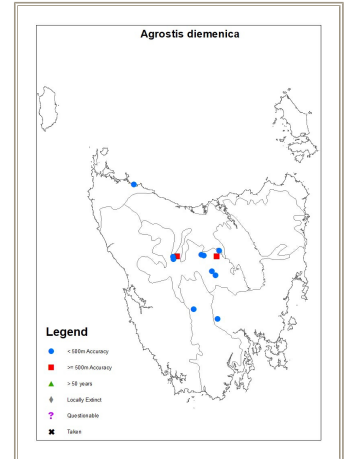 Agrostis diemenica
Legend
< 500m Accuracy
>= 500m Accuracy
> 50 years
Locally Extinct
Questionable
Taken